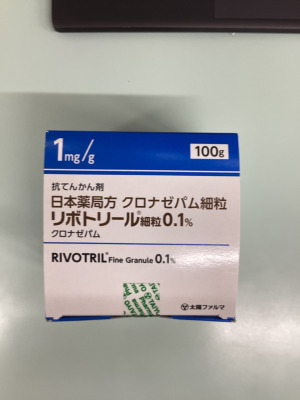 1mg/g
100g
抗てんかん剤
日本薬局方 クロナゼパム細粒
リボトリール®細粒0.1%
クロナゼパム
RIVOTRIL® Fine Granule 0.1%
太陽ファルマ